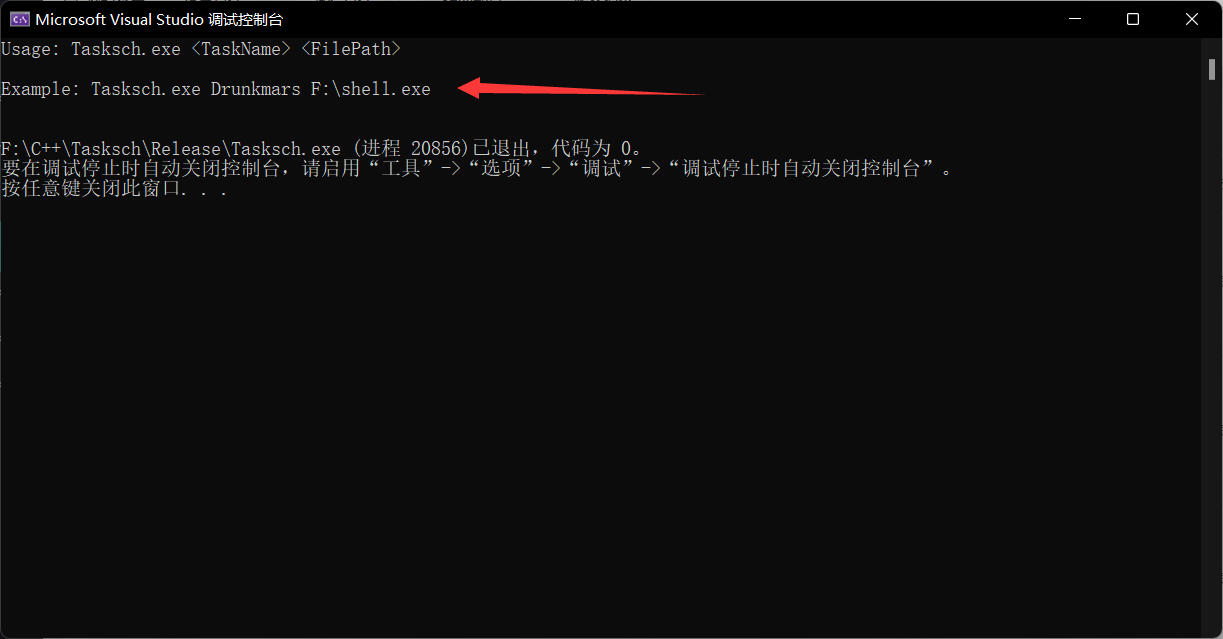 Microsoft Visual Studio 调试控制台
Usage: Tasksch.exe <TaskName> <FilePath>
Example: Tasksch.exe Drunkmars F:\shell.exe
F:\C++\Tasksch\Release\Tasksch.exe (进程 20856)已退出，代码为 0。
要在调试停止时自动关闭控制台，请启用“工具”->“选项”->“调试”->“调试停止时自动关闭控制台”。
按任意键关闭此窗口. . .